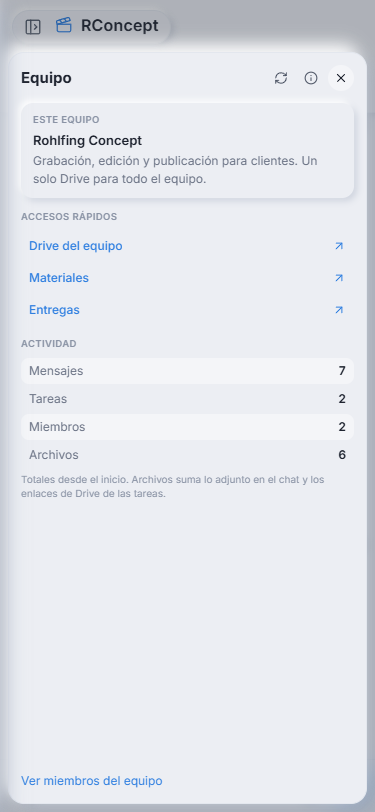 RConcept
Equipo
ESTE EQUIPO
Rohlfing Concept
Grabación, edición y publicación para clientes. Un
solo Drive para todo el equipo.
ACCESOS RÁPIDOS
Drive del equipo
Materiales
Entregas
ACTIVIDAD
Mensajes 7
Tareas 2
Miembros 2
Archivos 6
Totales desde el inicio. Archivos suma lo adjunto en el chat y los
enlaces de Drive de las tareas.
Ver miembros del equipo